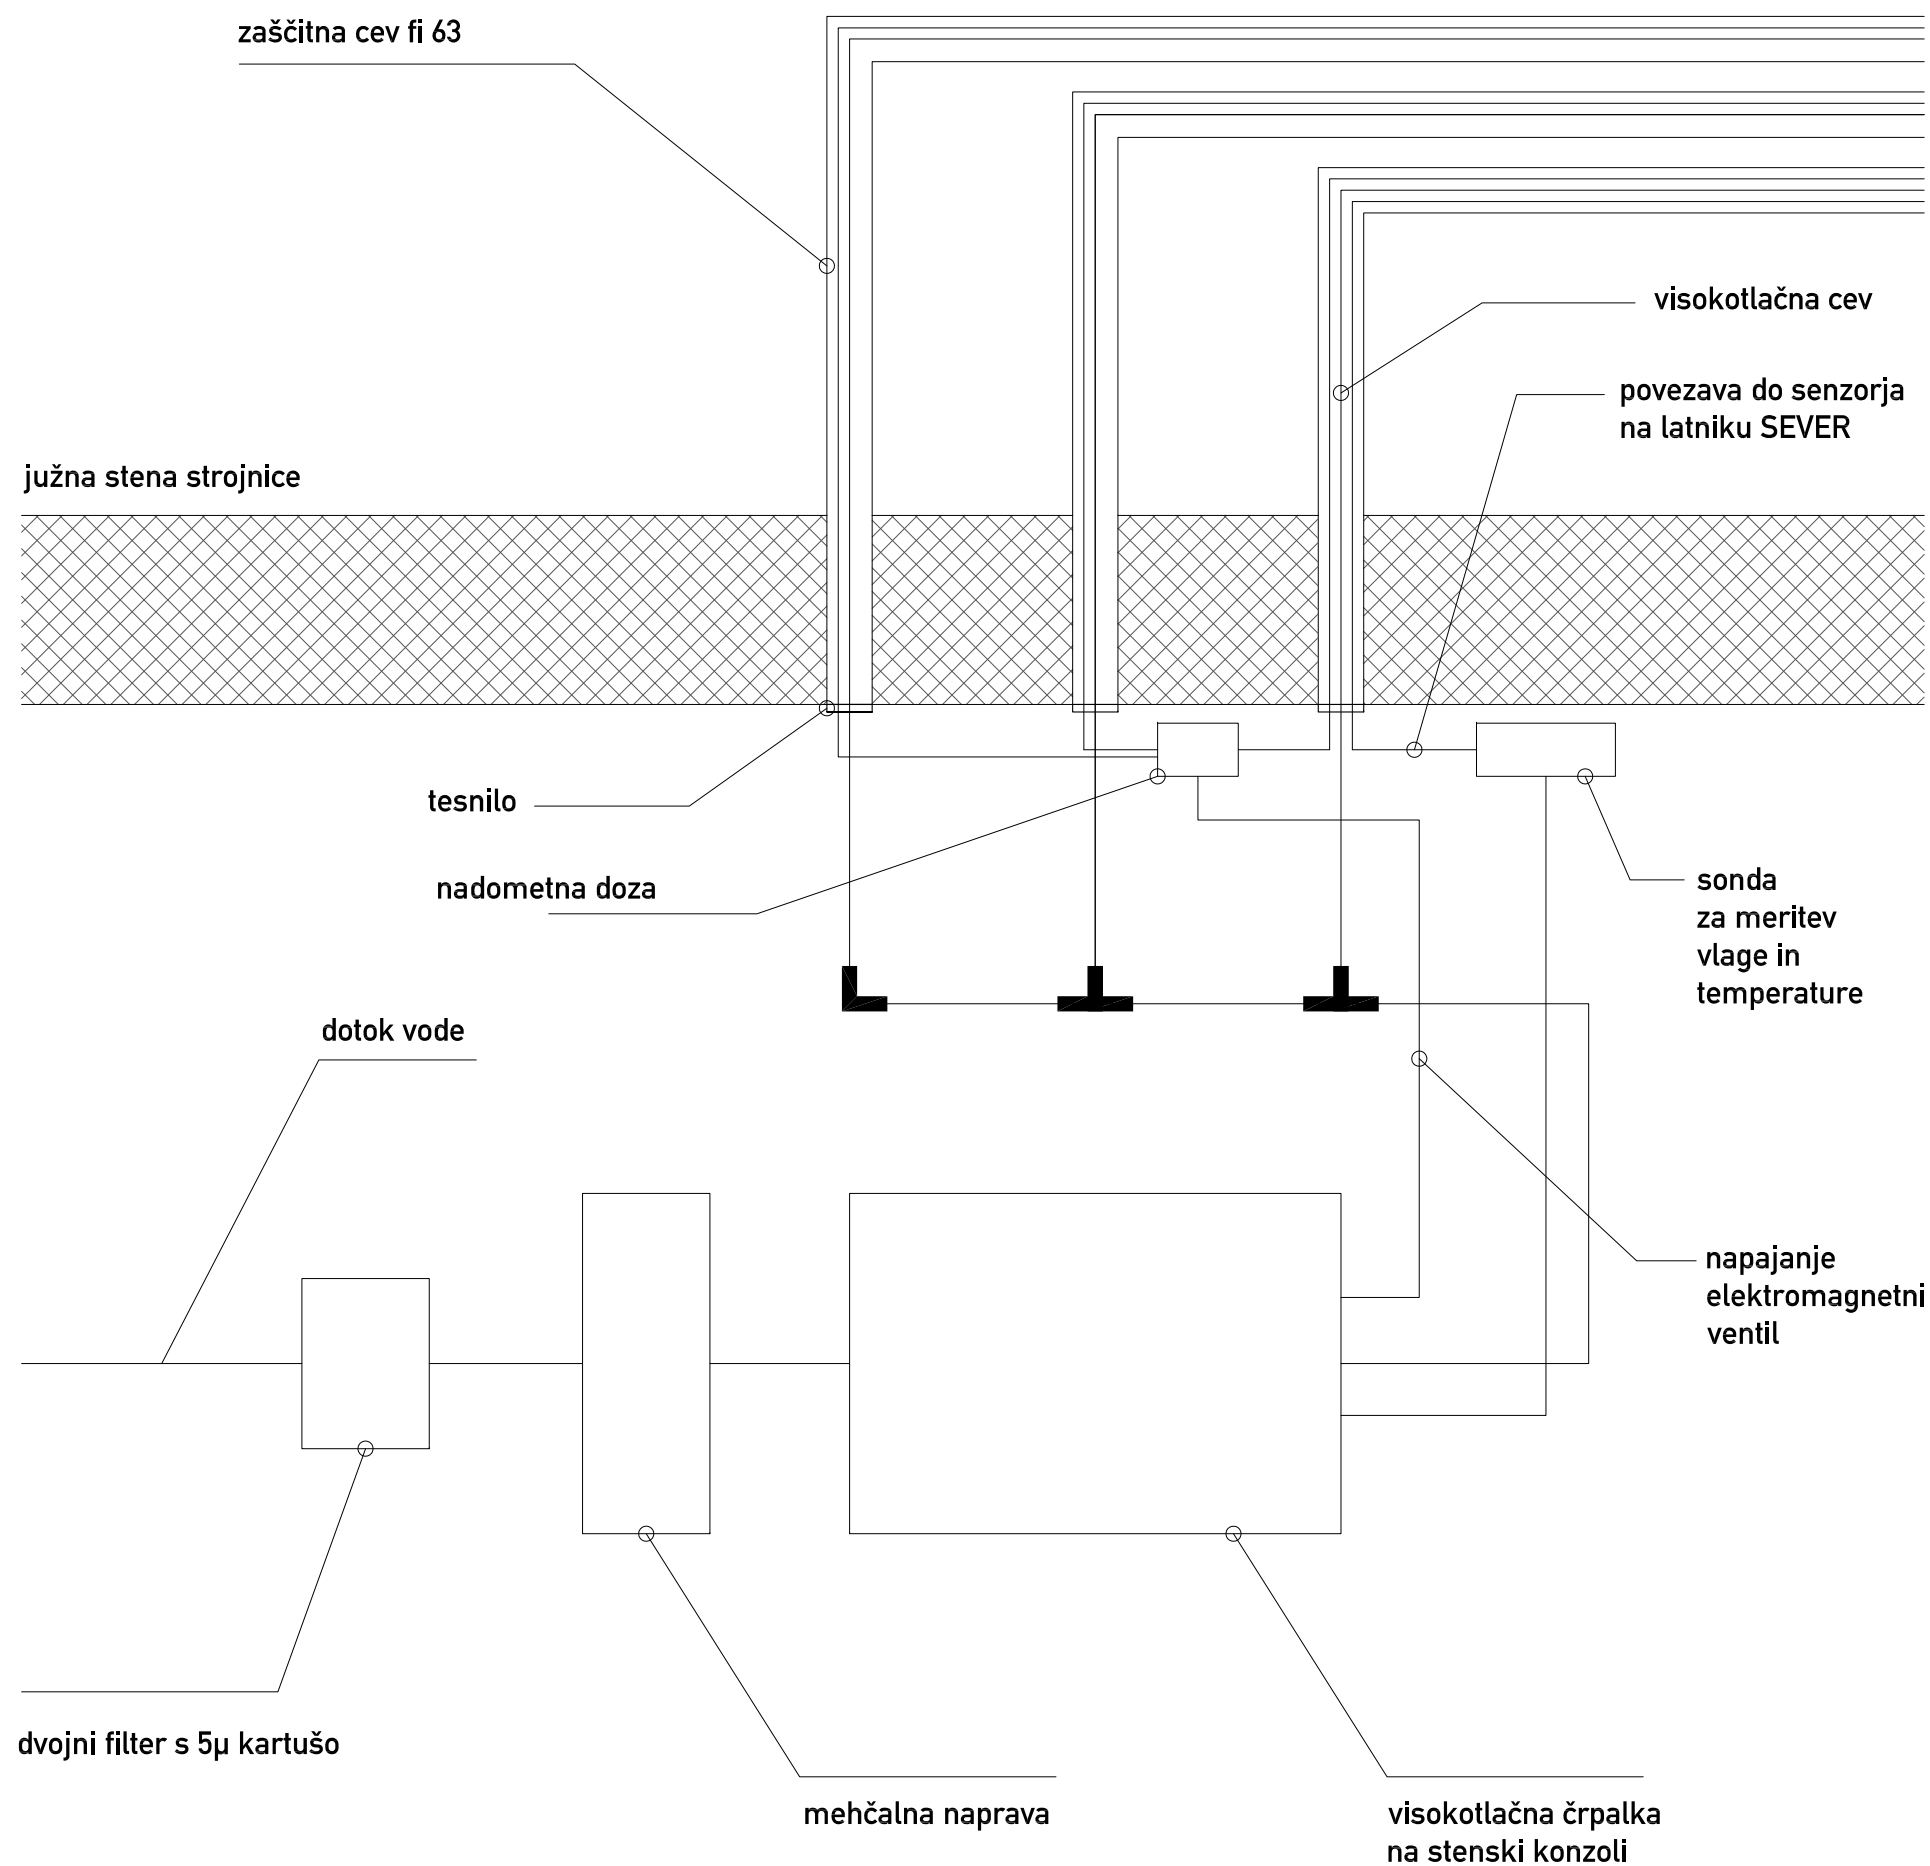 zaščitna cev fi 63
visokotlačna cev
povezava do senzorja
na latniku SEVER
južna stena strojnice
tesnilo
nadometna doza
sonda
za meritev
vlage in
temperature
dotok vode
napajanje
elektromagnetni
ventil
dvojni filter s 5µ kartušo
mehčalna naprava
visokotlačna črpalka
na stenski konzoli